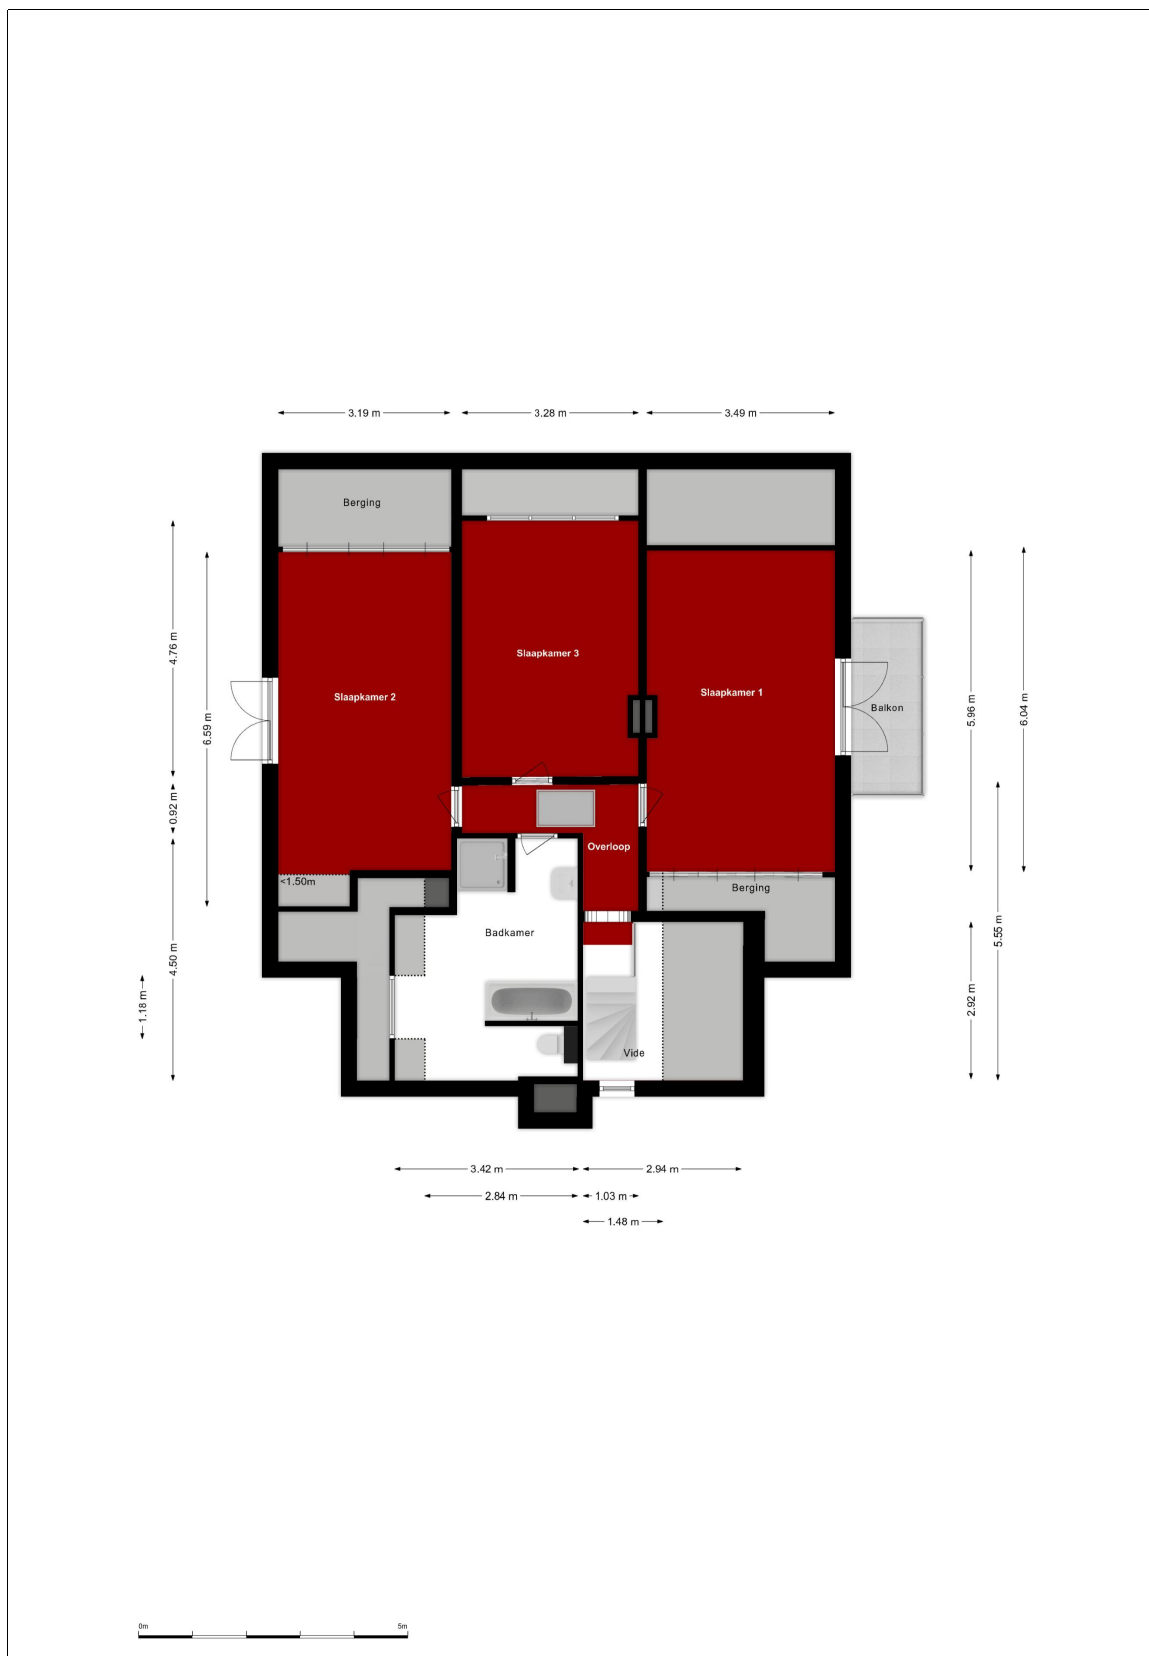 3.19 m
3.28 m
3.49 m
Berging
Slaapkamer 3
Slaapkamer 2
Slaapkamer 1
Balkon
4.76 m
6.59 m
0.92 m
4.50 m
1.18 m
5.96 m
6.04 m
5.55 m
2.92 m
Overloop
<1.50m
Berging
Badkamer
Vide
3.42 m
2.94 m
2.84 m
1.03 m
1.48 m
0m
5m